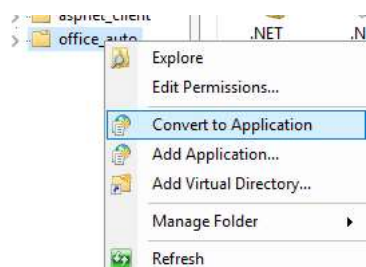 aspnet_client
office_auto
.NET
.N
Explore
Edit Permissions...
Convert to Application
Add Application...
Add Virtual Directory...
Manage Folder
Refresh